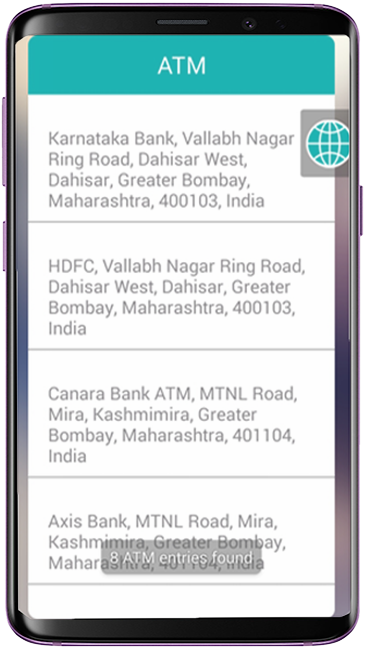 ATM
Karnataka Bank, Vallabh Nagar
Ring Road, Dahisar West,
Dahisar, Greater Bombay,
Maharashtra, 400103, India
HDFC, Vallabh Nagar Ring Road,
Dahisar West, Dahisar, Greater
Bombay, Maharashtra, 400103,
India
Canara Bank ATM, MTNL Road,
Mira, Kashmimira, Greater
Bombay, Maharashtra, 401104,
India
Axis Bank, MTNL Road, Mira,
Kashmimira, Greater Bombay,
8 ATM entries found
Maharashtra, 401104, India